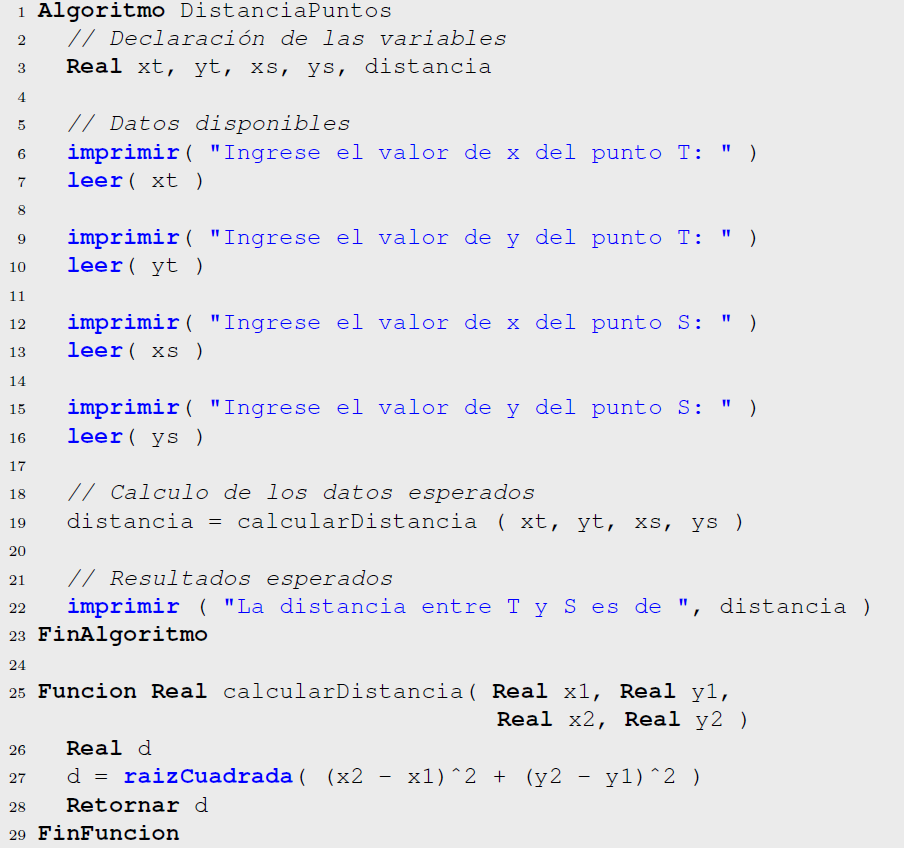 1 Algoritmo DistanciaPuntos
2 // Declaración de las variables
3 Real xt, yt, xs, ys, distancia
4
5 // Datos disponibles
6 imprimir( "Ingrese el valor de x del punto T: " )
7 leer( xt )
8
9 imprimir( "Ingrese el valor de y del punto T: " )
10 leer( yt )
11
12 imprimir( "Ingrese el valor de x del punto S: " )
13 leer( xs )
14
15 imprimir( "Ingrese el valor de y del punto S: " )
16 leer( ys )
17
18 // Calculo de los datos esperados
19 distancia = calcularDistancia ( xt, yt, xs, ys )
20
21 // Resultados esperados
22 imprimir ( "La distancia entre T y S es de ", distancia )
23 FinAlgoritmo
24
25 Funcion Real calcularDistancia( Real x1, Real y1,
Real x2, Real y2 )
26 Real d
27 d = raizCuadrada( (x2 - x1)^2 + (y2 - y1)^2 )
28 Retornar d
29 FinFuncion